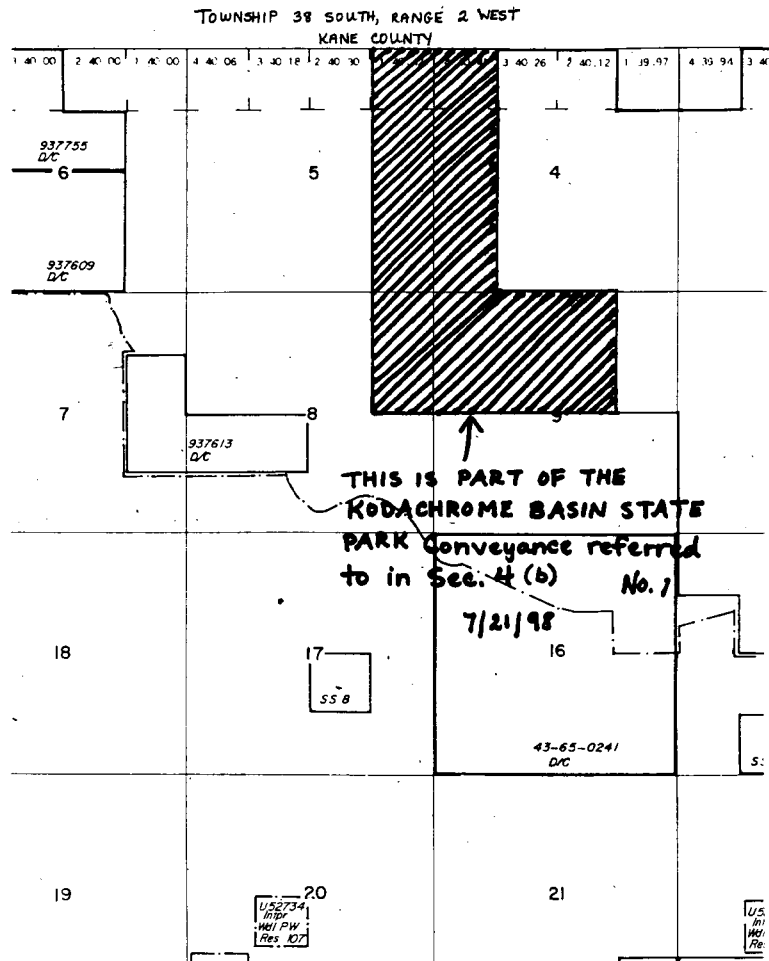 TOWNSHIP 38 SOUTH, RANGE 2 WEST
KANE COUNTY
40 00 2 40 00 1 40 00 4 40 06 3 40 18 2 40 30 3 40 26 2 40 12 1 39.97 4 39 94
937755
D/C
6
5
4
937609
D/C
7
8
9
937613
D/C
THIS IS PART OF THE
KODACHROME BASIN STATE
PARK Conveyance referred
to in Sec. 4 (b)
No. 1
7/21/98
18
17
16
SS 8
43-65-0241
D/C
19
20
21
U52734
Intpr
Wdl PW
Res 107